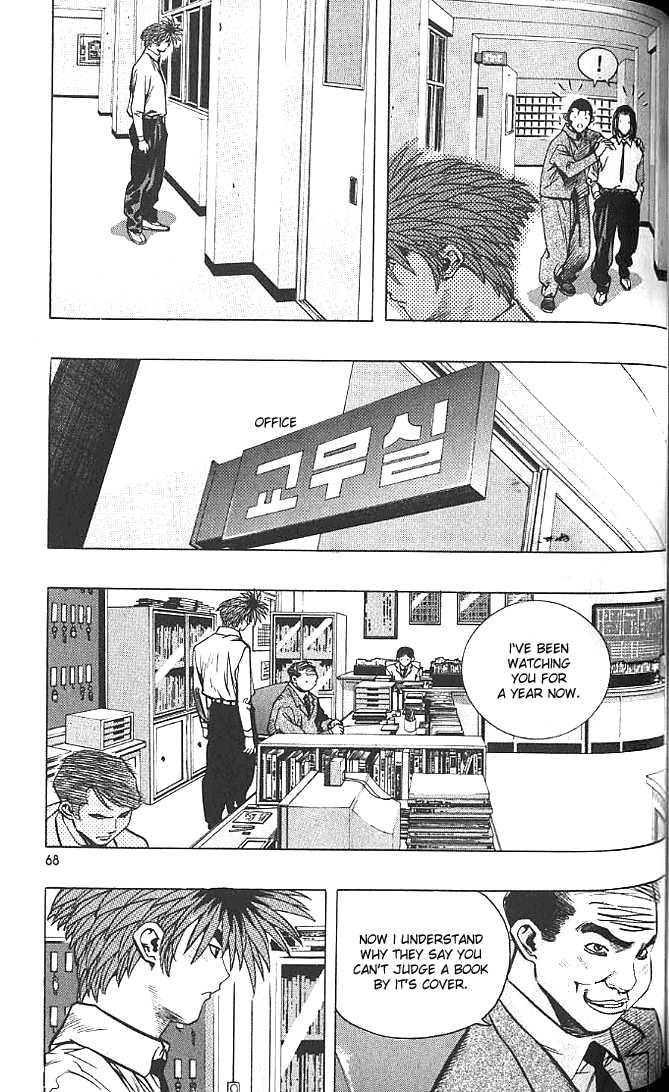 !
OFFICE
교무실
I'VE BEEN
WATCHING
YOU FOR
A YEAR NOW.
68
NOW I UNDERSTAND
WHY THEY SAY YOU
CAN'T JUDGE A BOOK
BY IT'S COVER.